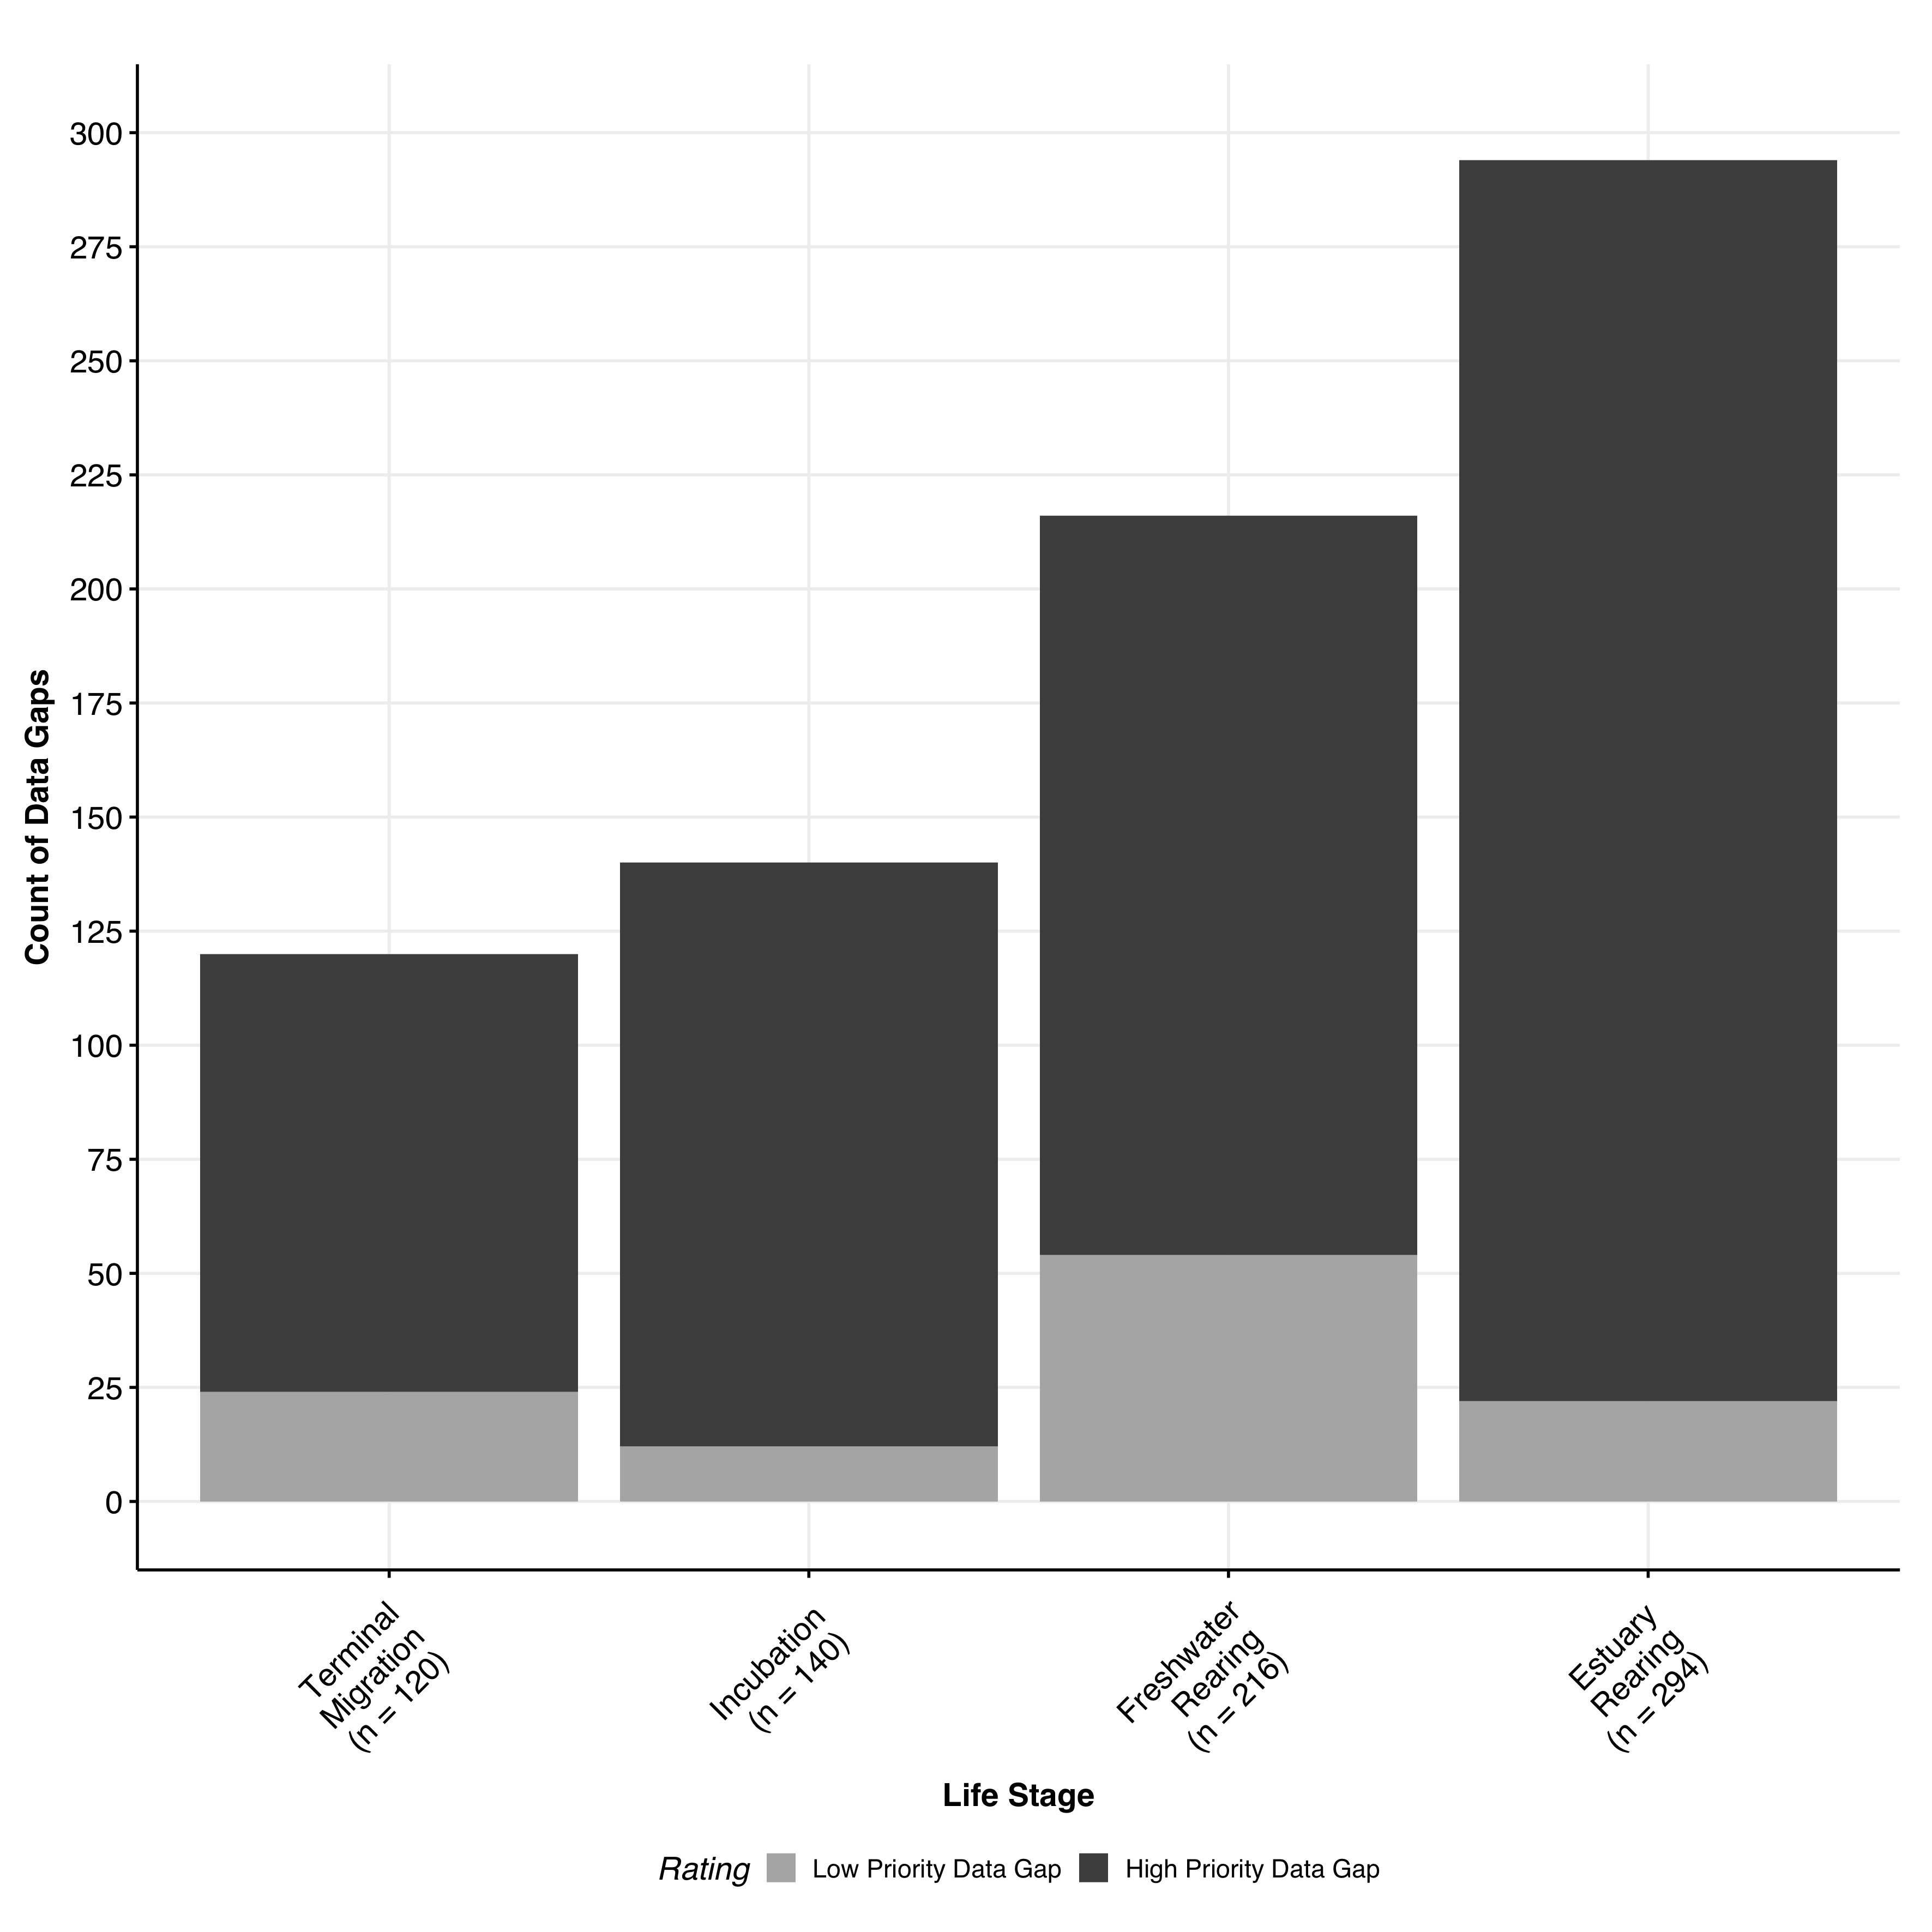 Count of Data Gaps
300
275
250
225
200
175
150
125
100
75
50
25
0
Terminal
Migration
(n = 120)
Incubation
(n = 140)
Freshwater
Rearing
(n = 216)
Estuary
Rearing
(n = 294)
Life Stage
Rating Low Priority Data Gap High Priority Data Gap